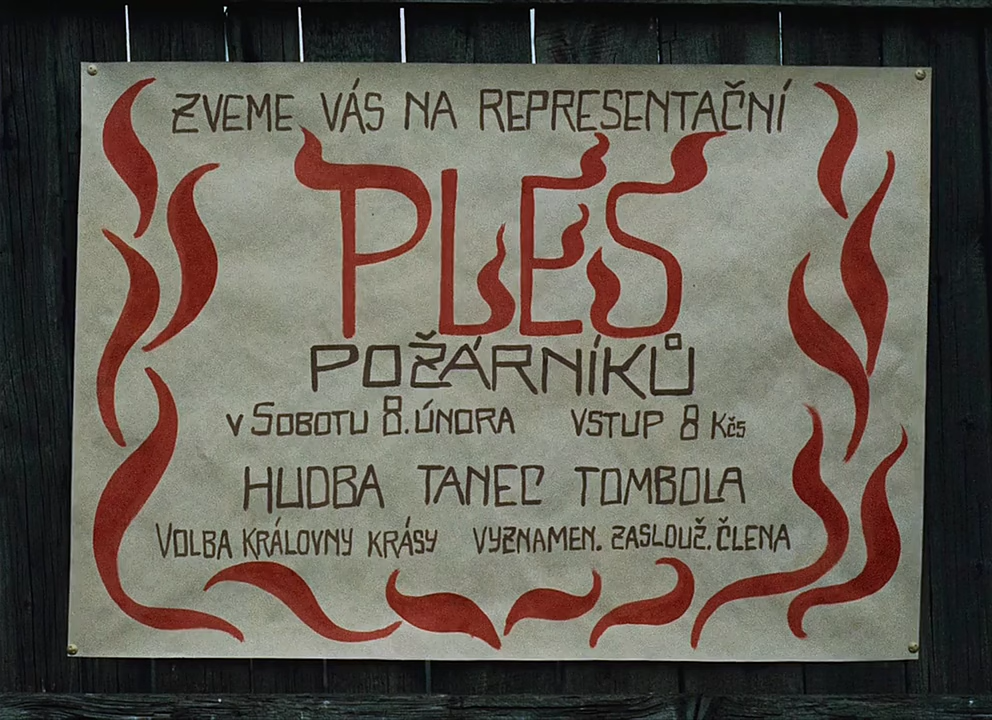 ZVEME VÁS NA REPRESENTAČNÍ
PLES
POŽÁRNÍKŮ
V SOBOTU 8. ÚNORA VSTUP 8 Kčs
HUDBA TANEC TOMBOLA
VOLBA KRÁLOVNY KRÁSY VYZNAMEN. ZASLOUŽ. ČLENA